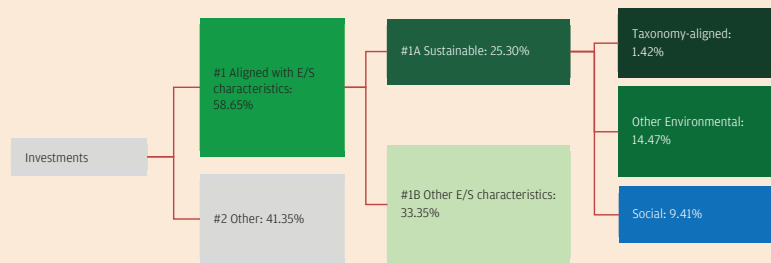 Investments
#1 Aligned with E/S
characteristics:
58.65%
#2 Other: 41.35%
#1A Sustainable: 25.30%
#1B Other E/S characteristics:
33.35%
Taxonomy-aligned:
1.42%
Other Environmental:
14.47%
Social: 9.41%